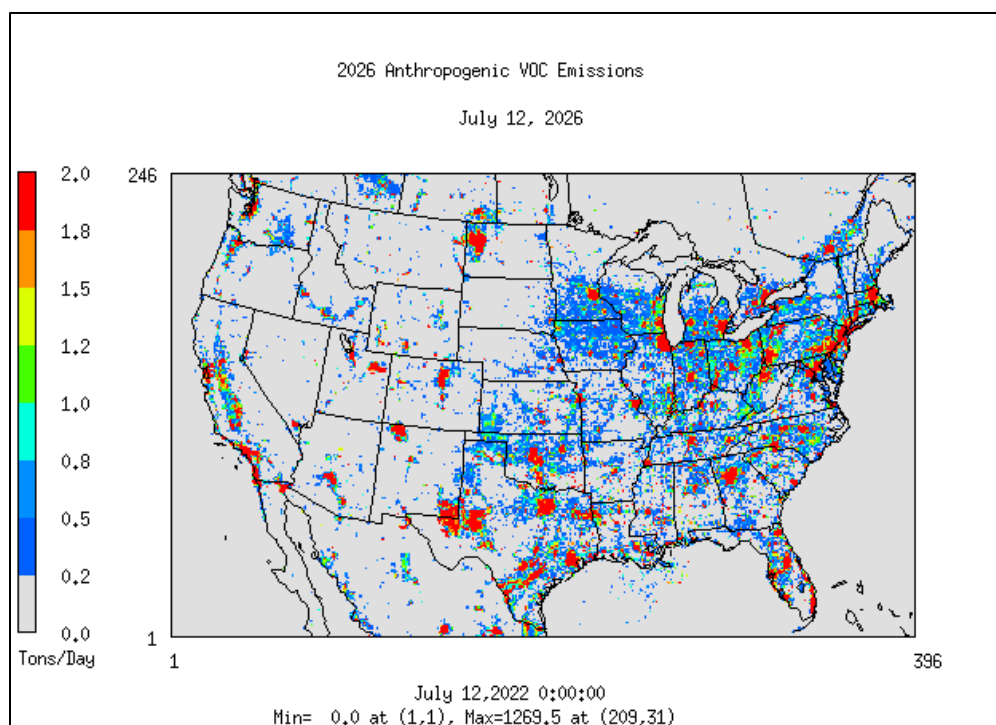 2026 Anthropogenic VOC Emissions
July 12, 2026
2.0
1.8
1.5
1.2
1.0
0.8
0.5
0.2
0.0
Tons/Day
246
1
1
396
July 12,2022 0:00:00
Min= 0.0 at (1,1), Max=1269.5 at (209,31)